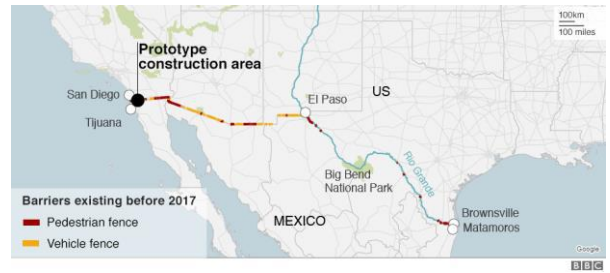 100km
100 miles
Prototype
construction area
San Diego
Tijuana
El Paso
US
Big Bend
National Park
Rio Grande
MEXICO
Brownsville
Matamoros
Barriers existing before 2017
Pedestrian fence
Vehicle fence
Google
BBC